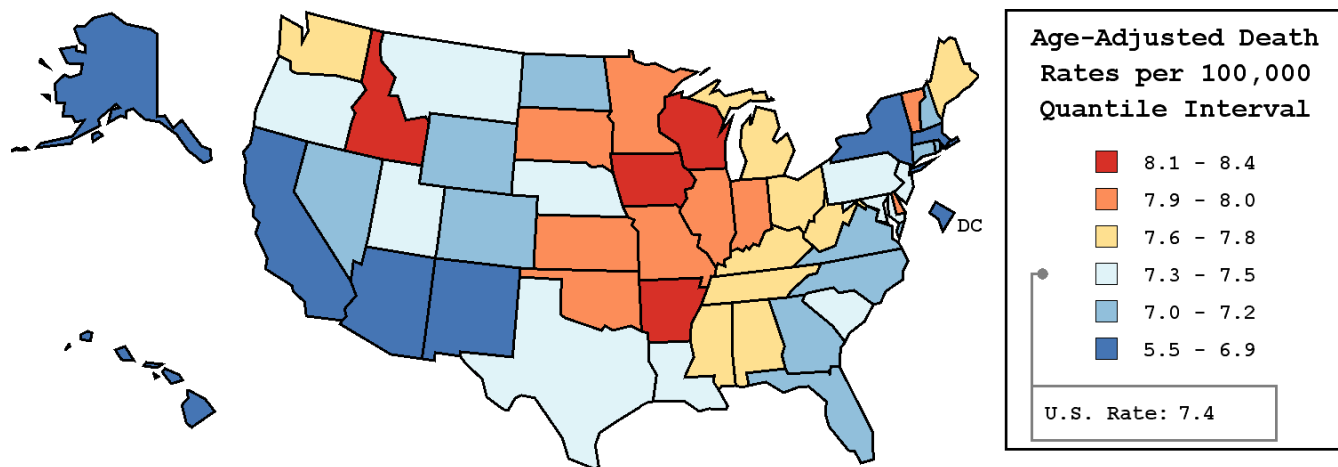 Age-Adjusted Death
Rates per 100,000
Quantile Interval
8.1 - 8.4
7.9 - 8.0
7.6 - 7.8
7.3 - 7.5
7.0 - 7.2
5.5 - 6.9
U.S. Rate: 7.4
DC